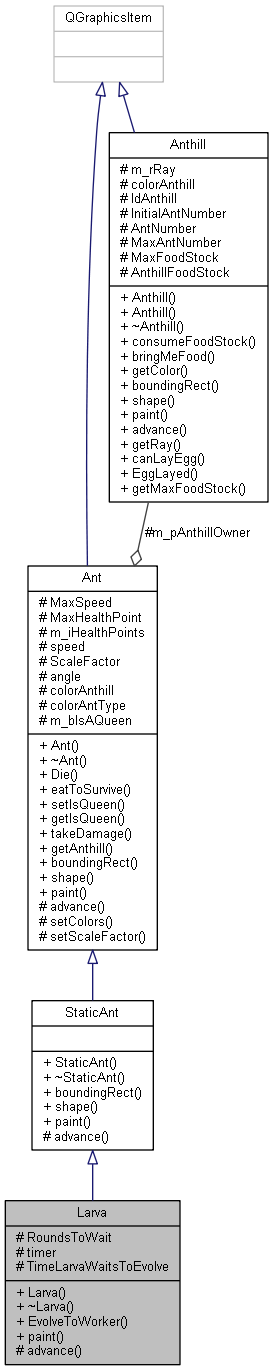 QGraphicsItem
Anthill
# m_rRay
# colorAnthill
# IdAnthill
# InitialAntNumber
# AntNumber
# MaxAntNumber
# MaxFoodStock
# AnthillFoodStock
+ Anthill()
+ Anthill()
+ ~Anthill()
+ consumeFoodStock()
+ bringMeFood()
+ getColor()
+ boundingRect()
+ shape()
+ paint()
+ advance()
+ getRay()
+ canLayEgg()
+ EggLayed()
+ getMaxFoodStock()
#m_pAnthillOwner
Ant
# MaxSpeed
# MaxHealthPoint
# m_iHealthPoints
# speed
# ScaleFactor
# angle
# colorAnthill
# colorAntType
# m_bIsAQueen
+ Ant()
+ ~Ant()
+ Die()
+ eatToSurvive()
+ setIsQueen()
+ getIsQueen()
+ takeDamage()
+ getAnthill()
+ boundingRect()
+ shape()
+ paint()
# advance()
# setColors()
# setScaleFactor()
StaticAnt
+ StaticAnt()
+ ~StaticAnt()
+ boundingRect()
+ shape()
+ paint()
# advance()
Larva
# RoundsToWait
# timer
# TimeLarvaWaitsToEvolve
+ Larva()
+ ~Larva()
+ EvolveToWorker()
+ paint()
# advance()